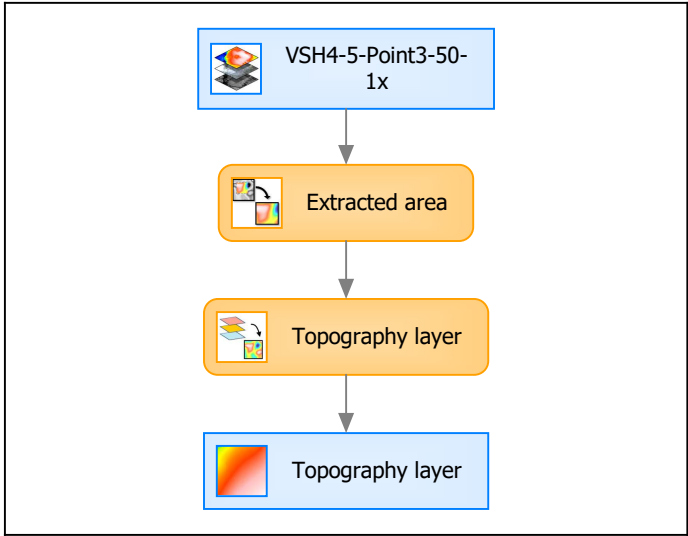 VSH4-5-Point3-50-
1x
Extracted area
Topography layer
Topography layer